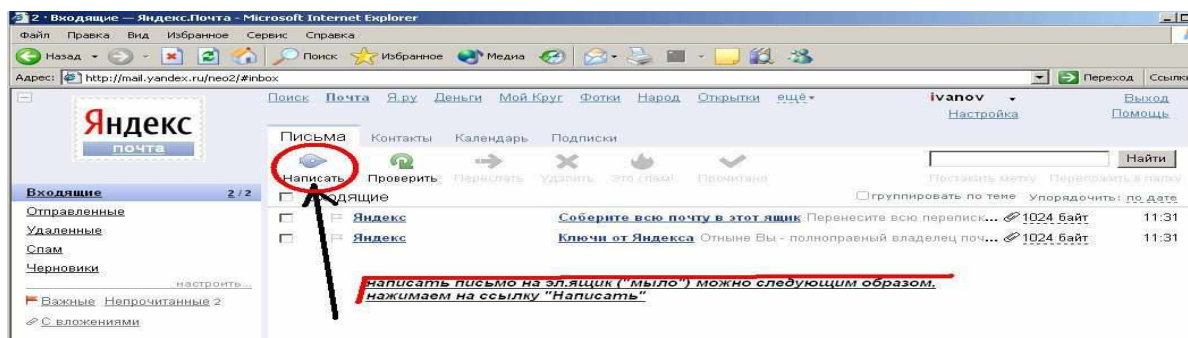 2 · Входящие — Яндекс.Почта - Microsoft Internet Explorer
Файл Правка Вид Избранное Сервис Справка
Назад Поиск Избранное Медиа
Адрес: http://mail.yandex.ru/neo2/#inbox Переход Ссылки
Поиск Почта Я.ру Деньги Мой Круг Фотки Народ Открытки ещё ivanov Выход
Настройка Помощь
Яндекс
почта
Письма Контакты Календарь Подписки
Найти
Написать Проверить Переслать Удалить Это спам! Прочитано Поставить метку Переложить в папку
Входящие 2/2
Отправленные
Удаленные
Спам
Черновики
настроить...
Важные Непрочитанные 2
С вложениями
Входящие группировать по теме Упорядочить: по дате
Яндекс Соберите всю почту в этот ящик Перенесите всю переписк... 1024 байт 11:31
Яндекс Ключи от Яндекса Отныне Вы - полноправный владелец поч... 1024 байт 11:31
написать письмо на эл.ящик ("мыло") можно следующим образом,
нажимаем на ссылку "Написать"